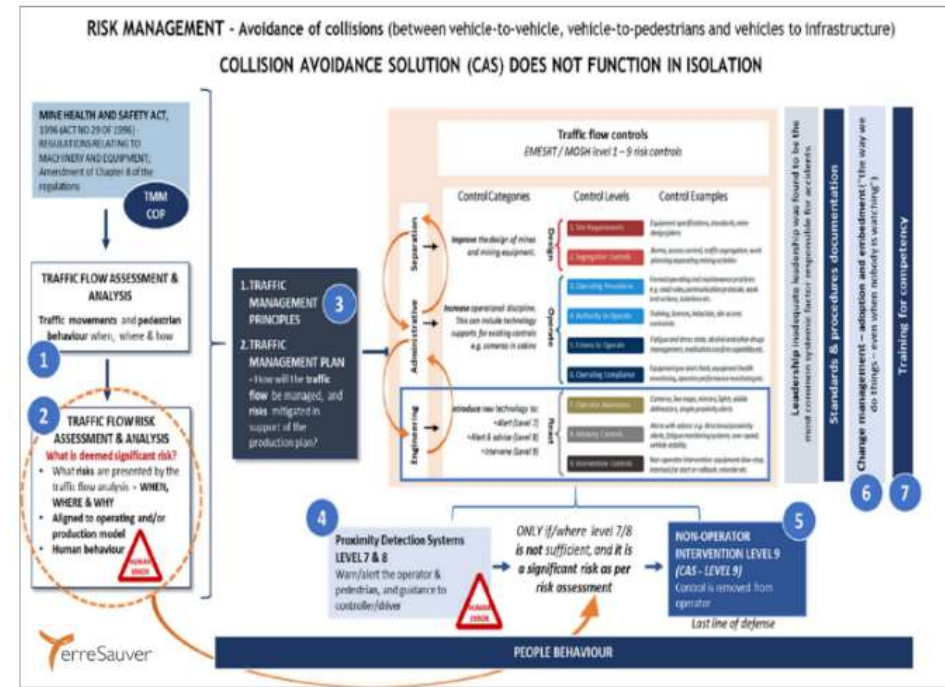 RISK MANAGEMENT - Avoidance of collisions (between vehicle-to-vehicle, vehicle-to-pedestrians and vehicles to infrastructure)
COLLISION AVOIDANCE SOLUTION (CAS) DOES NOT FUNCTION IN ISOLATION
MINE HEALTH AND SAFETY ACT,
1996 (ACT NO 29 OF 1996) -
REGULATIONS RELATING TO
MACHINERY AND EQUIPMENT;
Amendment of Chapter 8 of the
regulations
TMM
COP
TRAFFIC FLOW ASSESSMENT &
ANALYSIS
Traffic movements and pedestrian
behaviour when, where & how
1
2
TRAFFIC FLOW RISK
ASSESSMENT & ANALYSIS
What is deemed significant risk?
• What risks are presented by the
traffic flow analysis – WHEN,
WHERE & WHY
• Aligned to operating and/or
production model
• Human behaviour
HUMAN
ERROR
TerreSauver
3
1. TRAFFIC
MANAGEMENT
PRINCIPLES
2. TRAFFIC
MANAGEMENT PLAN
- How will the traffic
flow be managed, and
risks mitigated in
support of the
production plan?
Traffic flow controls
EMESRT / MOSH level 1 – 9 risk controls
Control Categories
Control Levels
Control Examples
Separation
Administrative
Engineering
Improve the design of mines
and mining equipment.
Increase operational discipline.
This can include technology
supports for existing controls
e.g. cameras in cabins
Introduce new technology to:
•Alert (Level 7)
•Alert & advise (Level 8)
•Intervene (Level 9)
Design
Operate
React
1. Site Requirements
2. Segregation Controls
3. Operating Procedures
4. Authority to Operate
5. Fitness to Operate
6. Operating Compliance
7. Operator Awareness
8. Advisory Controls
9. Intervention Controls
4
Proximity Detection Systems
LEVEL 7 & 8
Warn/alert the operator &
pedestrian, and guidance to
controller/driver
HUMAN
ERROR
ONLY if/where level 7/8
is not sufficient, and it is
a significant risk as per
risk assessment
5
NON-OPERATOR
INTERVENTION LEVEL 9
(CAS - LEVEL 9)
Control is removed from
operator
Last line of defense
PEOPLE BEHAVIOUR
Leadership inadequate leadership was found to be the
most common systemic factor responsible for accidents
Standards & procedures documentation
Change management – adoption and embedment ("the way we
do things – even when nobody is watching")
6
Training for competency
7